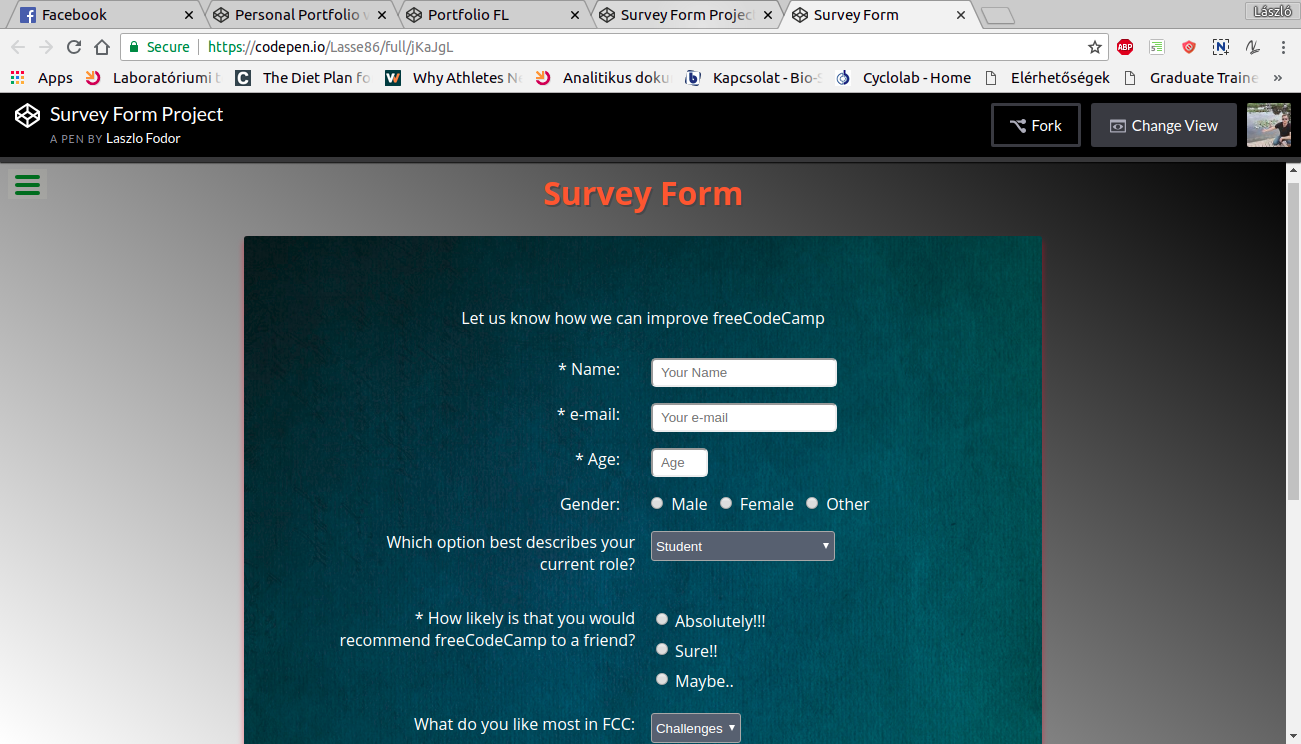 Facebook
Personal Portfolio
Portfolio FL
Survey Form Projec
Survey Form
László
Secure
https://codepen.io/Lasse86/full/jKaJgL
ABP
N
Apps
Laboratóriumi
The Diet Plan fo
Why Athletes N
Analitikus doku
Kapcsolat - Bio-S
Cyclolab - Home
Elérhetőségek
Graduate Traine
»
Survey Form Project
A PEN BY Laszlo Fodor
Fork
Change View
Survey Form
Let us know how we can improve freeCodeCamp
* Name:
Your Name
* e-mail:
Your e-mail
* Age:
Age
Gender:
Male
Female
Other
Which option best describes your
current role?
Student
* How likely is that you would
recommend freeCodeCamp to a friend?
Absolutely!!!
Sure!!
Maybe..
What do you like most in FCC:
Challenges